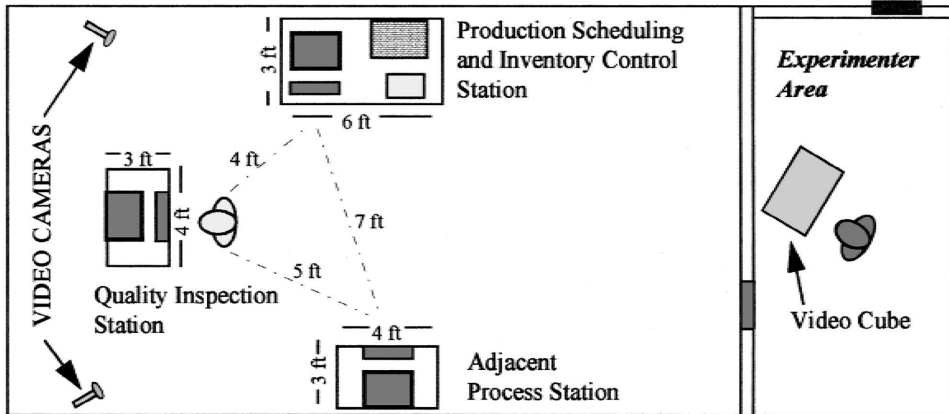 VIDEO CAMERAS
3 ft
Production Scheduling
and Inventory Control
Station
6 ft
3 ft
4 ft
4 ft
7 ft
5 ft
Quality Inspection
Station
4 ft
3 ft
Adjacent
Process Station
Experimenter
Area
Video Cube